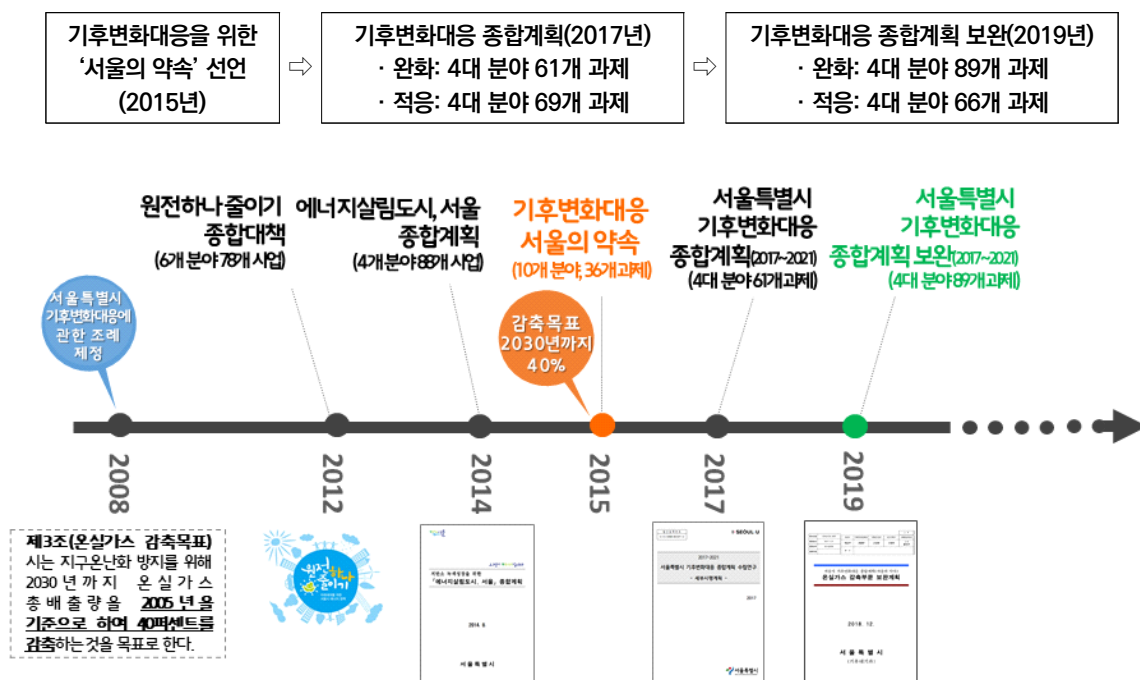 기후변화대응을 위한
‘서울의 약속’ 선언
(2015년)
⇨
기후변화대응 종합계획(2017년)
· 완화: 4대 분야 61개 과제
· 적응: 4대 분야 69개 과제
⇨
기후변화대응 종합계획 보완(2019년)
· 완화: 4대 분야 89개 과제
· 적응: 4대 분야 66개 과제
원전하나 줄이기
종합대책
(6개 분야 78개 사업)
에너지살림도시, 서울
종합계획
(4개 분야 88개 사업)
기후변화대응
서울의 약속
(10개 분야, 36개 과제)
서울특별시
기후변화대응
종합계획(2017~2021)
(4대 분야 61개 과제)
서울특별시
기후변화대응
종합계획 보완(2017~2021)
(4대 분야 89개 과제)
서울특별시
기후변화대응에
관한 조례
제정
감축목표
2030년까지
40%
2008
2012
2014
2015
2017
2019
제3조(온실가스 감축목표)
시는 지구온난화 방지를 위해
2030년까지 온실가스
총배출량을 2005년을
기준으로 하여 40퍼센트를
감축하는 것을 목표로 한다.
원전하나
줄이기
「에너지살림도시, 서울」 종합계획
2014. 8.
서울특별시
SEOUL
2017-2021
서울특별시 기후변화대응 종합계획 수립연구
- 세부시행계획 -
2017
서울특별시
온실가스 감축부문 보완계획
2018. 12.
서울특별시